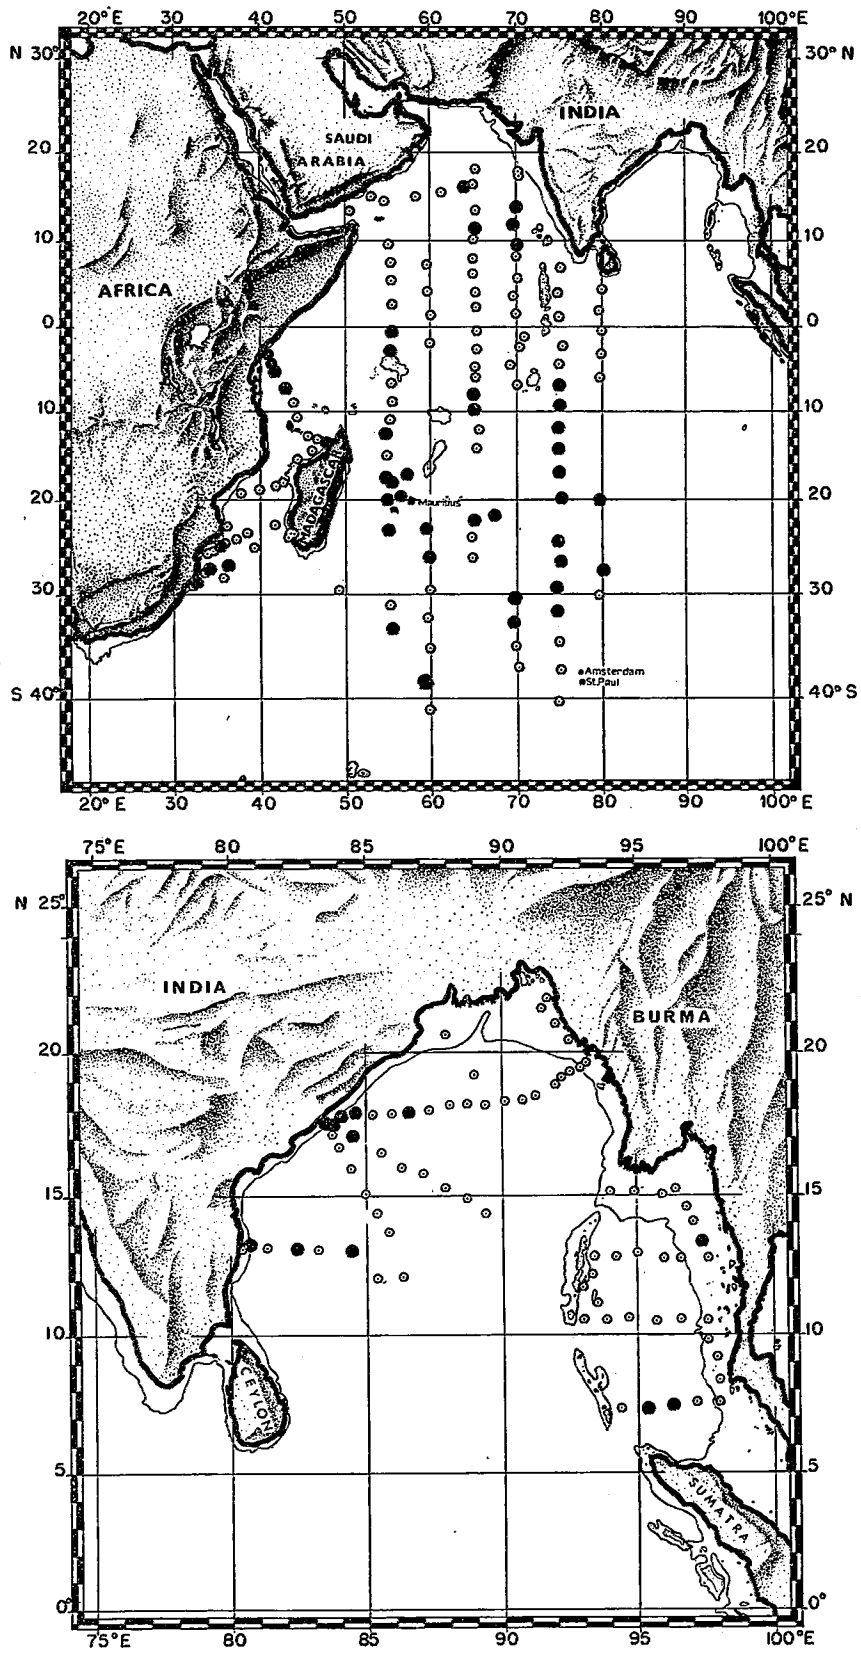 20°E 30 40 50 60 70 80 90 100°E
N 30° 30° N
INDIA
SAUDI
ARABIA
20 20
10 10
AFRICA
0 0
10 10
MADAGASCAR
20 20
Mauritius
30 30
Amsterdam
St.Paul
S 40° 40° S
20° E 30 40 50 60 70 80 90 100° E
75°E 80 85 90 95 100°E
N 25° 25° N
INDIA
BURMA
20 20
15 15
10 10
CEYLON
5 5
SUMATRA
0° 0°
75°E 80 85 90 95 100°E